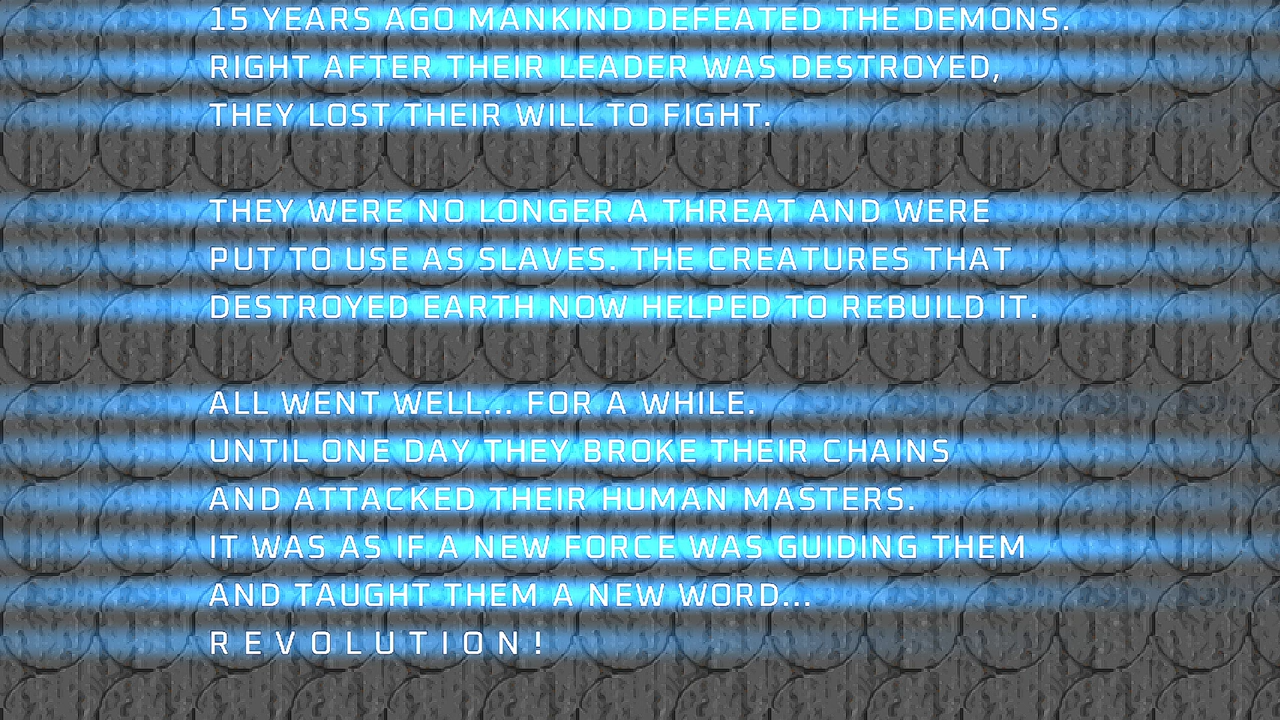 15 YEARS AGO MANKIND DEFEATED THE DEMONS.
RIGHT AFTER THEIR LEADER WAS DESTROYED,
THEY LOST THEIR WILL TO FIGHT.
THEY WERE NO LONGER A THREAT AND WERE
PUT TO USE AS SLAVES. THE CREATURES THAT
DESTROYED EARTH NOW HELPED TO REBUILD IT.
ALL WENT WELL... FOR A WHILE.
UNTIL ONE DAY THEY BROKE THEIR CHAINS
AND ATTACKED THEIR HUMAN MASTERS.
IT WAS AS IF A NEW FORCE WAS GUIDING THEM
AND TAUGHT THEM A NEW WORD...
R E V O L U T I O N !